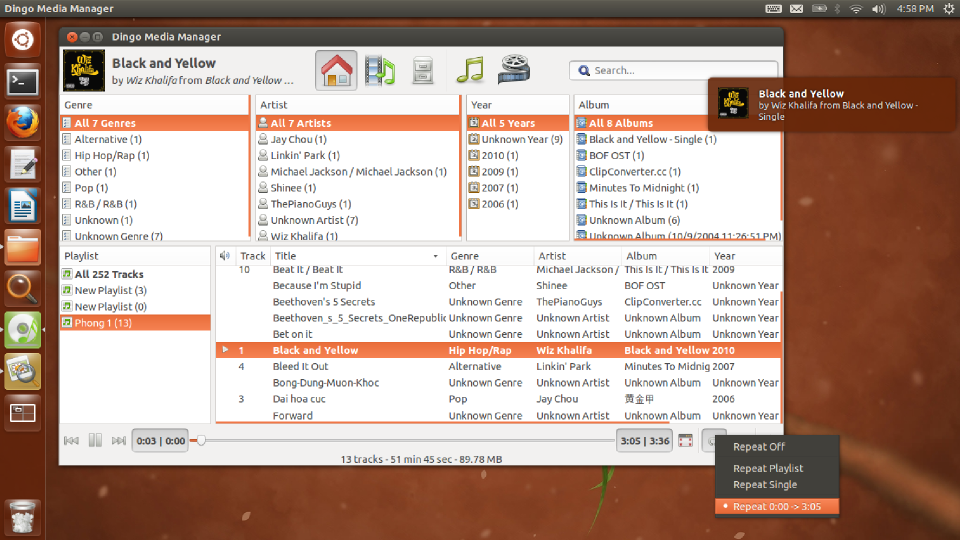 Dingo Media Manager
4:58 PM
Dingo Media Manager
Black and Yellow
by Wiz Khalifa from Black and Yellow ...
Search...
Black and Yellow
by Wiz Khalifa from Black and Yellow -
Single
Genre
All 7 Genres
Alternative (1)
Hip Hop/Rap (1)
Other (1)
Pop (1)
R&B / R&B (1)
Unknown (1)
Unknown Genre (7)
Artist
All 7 Artists
Jay Chou (1)
Linkin' Park (1)
Michael Jackson / Michael Jackson (1)
Shinee (1)
ThePianoGuys (1)
Unknown Artist (7)
Wiz Khalifa (1)
Year
All 5 Years
Unknown Year (9)
2010 (1)
2009 (1)
2007 (1)
2006 (1)
Album
All 8 Albums
Black and Yellow - Single (1)
BOF OST (1)
ClipConverter.cc (1)
Minutes To Midnight (1)
This Is It / This Is It (1)
Unknown Album (6)
Unknown Album (10/9/2004 11:26:51 PM)
Playlist
All 252 Tracks
New Playlist (3)
New Playlist (0)
Phong 1 (13)
Track Title Genre Artist Album Year
10 Beat It / Beat It R&B / R&B Michael Jackson / This Is It / This Is It 2009
Because I'm Stupid Other Shinee BOF OST Unknown Year
Beethoven's 5 Secrets Unknown Genre ThePianoGuys ClipConverter.cc Unknown Year
Beethoven_s_5_Secrets_OneRepublic Unknown Genre Unknown Artist Unknown Album Unknown Year
Bet on it Unknown Genre Unknown Artist Unknown Album Unknown Year
1 Black and Yellow Hip Hop/Rap Wiz Khalifa Black and Yellow 2010
4 Bleed It Out Alternative Linkin' Park Minutes To Midnig 2007
Bong-Dung-Muon-Khoc Unknown Genre Unknown Artist Unknown Album Unknown Year
3 Dai hoa cuc Pop Jay Chou 黄金甲 2006
Forward Unknown Genre Unknown Artist Unknown Album Unknown Year
0:03 | 0:00
3:05 | 3:36
13 tracks - 51 min 45 sec - 89.78 MB
Repeat Off
Repeat Playlist
Repeat Single
Repeat 0:00 -> 3:05